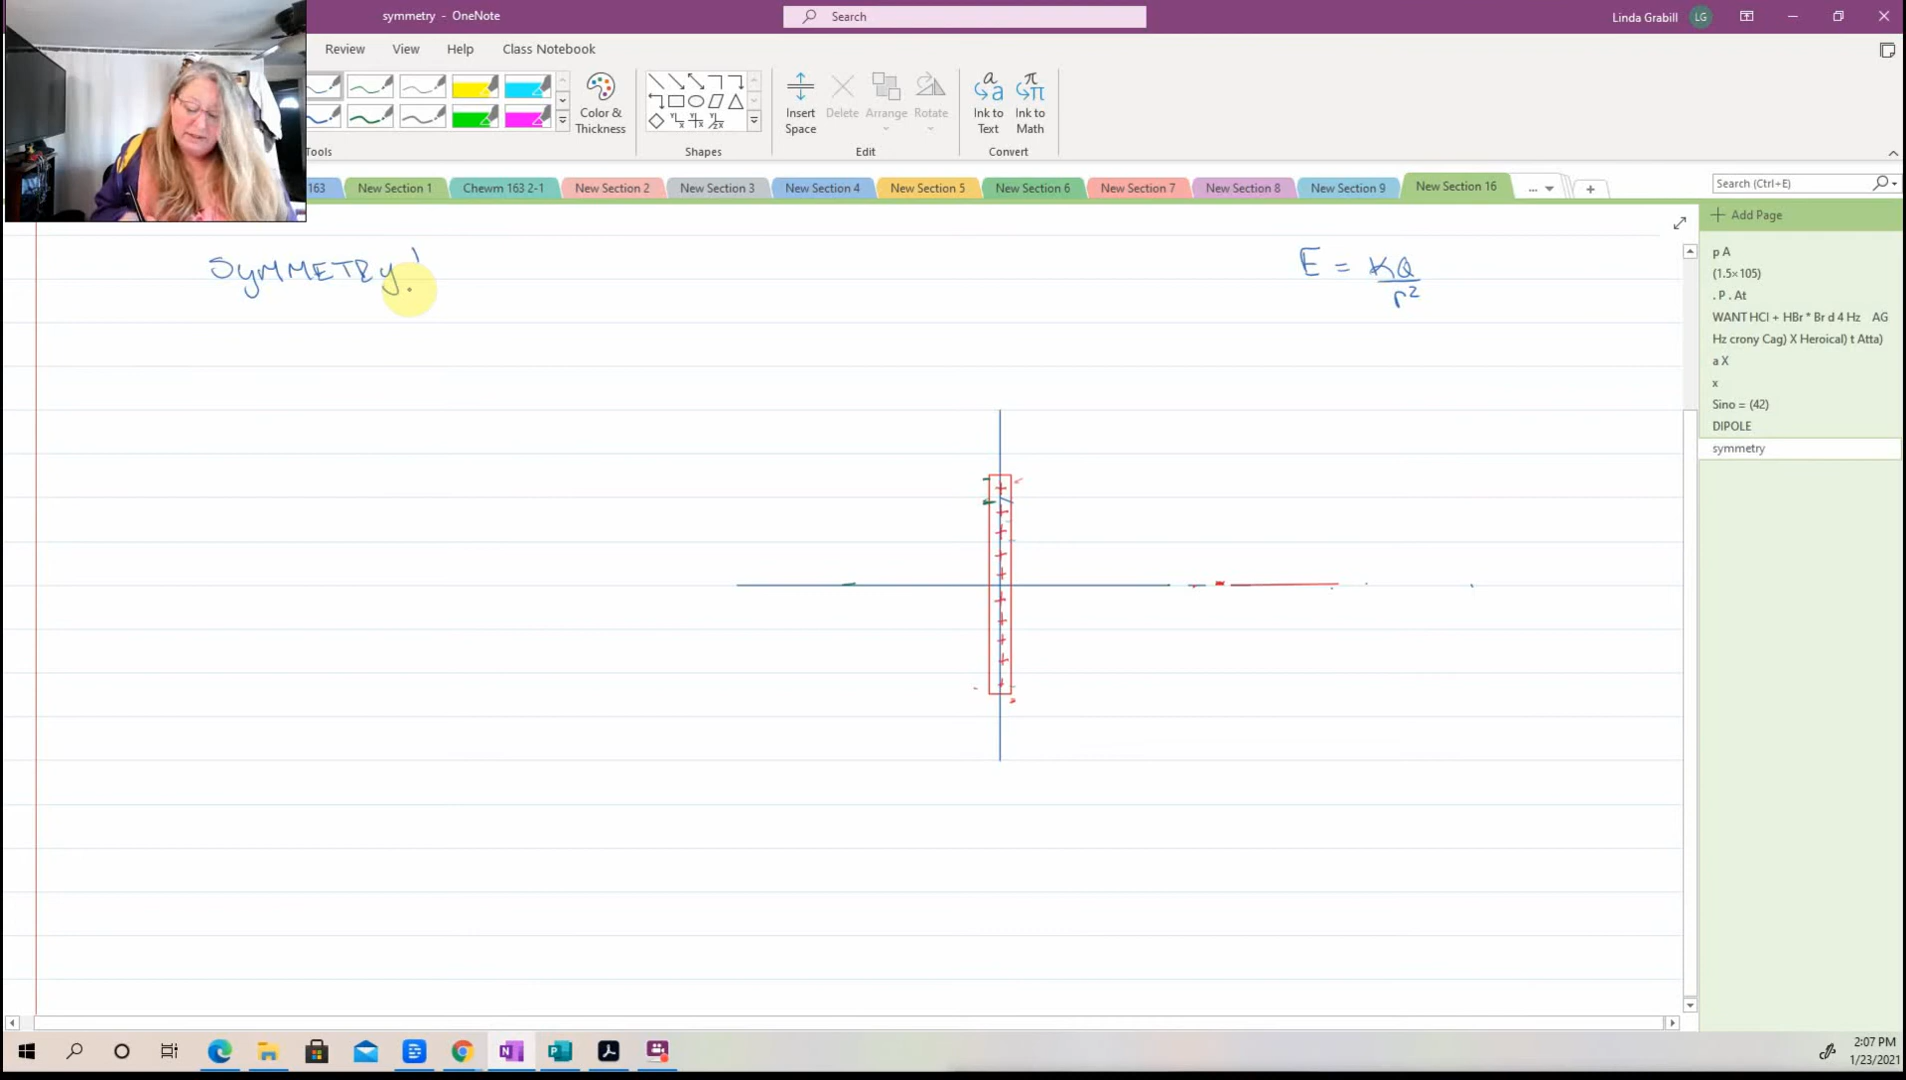 symmetry - OneNote
Search
Linda Grabill
LG
Review View Help Class Notebook
Color & Thickness
Insert Space
Delete
Arrange
Rotate
Ink to Text
Ink to Math
Tools
Shapes
Edit
Convert
163
New Section 1
Chewm 163 2-1
New Section 2
New Section 3
New Section 4
New Section 5
New Section 6
New Section 7
New Section 8
New Section 9
New Section 16
...
Search (Ctrl+E)
Add Page
SYMMETRY!
E = KQ
r²
p A
(1.5×105)
. P . At
WANT HCl + HBr * Br d 4 Hz AG
Hz crony Cag) X Heroical) t Atta)
a X
x
Sino = (42)
DIPOLE
symmetry
2:07 PM
1/23/2021